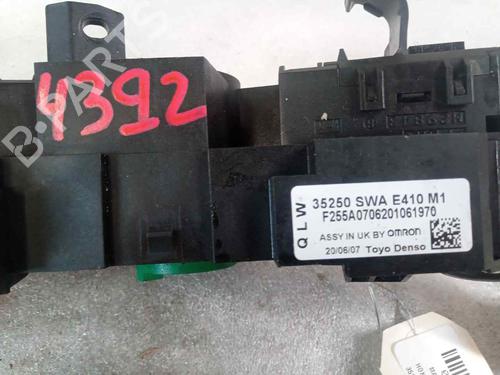 4392
B-PARTS
QLW
35250 SWA E410 M1
F255A0706201061970
ASSY IN UK BY OMRON
20/06/07 Toyo Denso